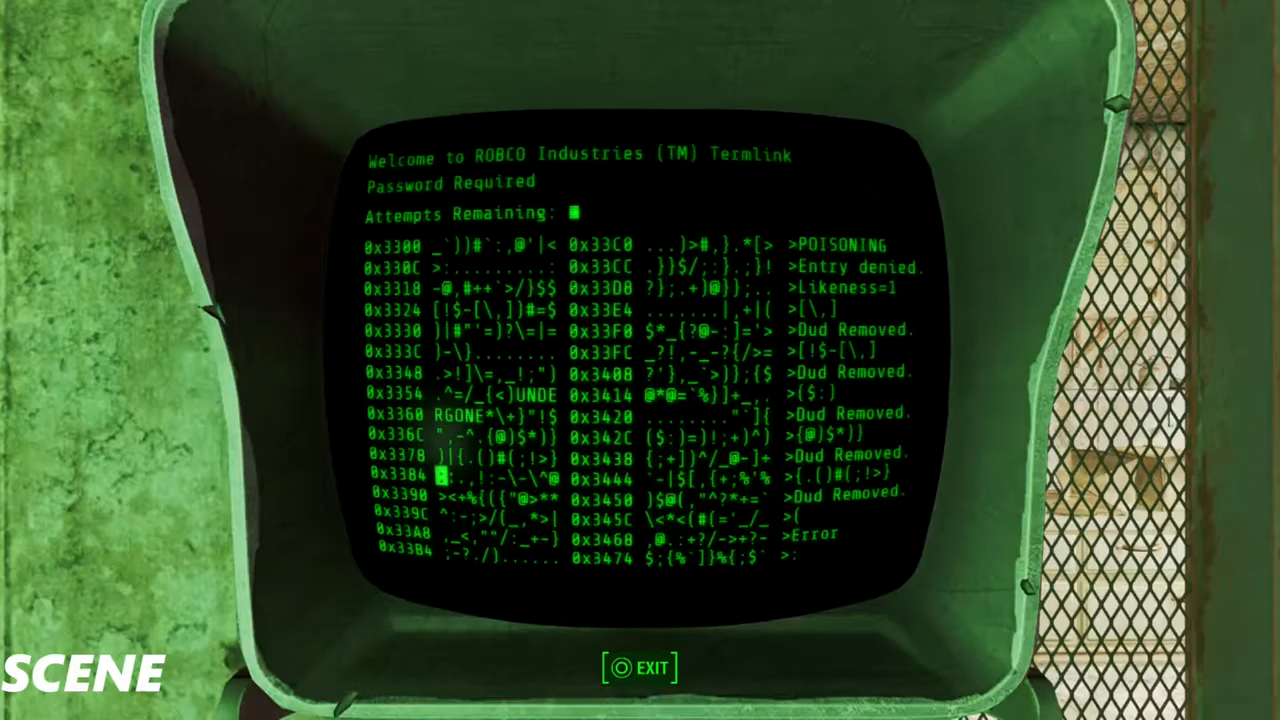 Welcome to ROBCO Industries (TM) Termlink
Password Required
Attempts Remaining: ■
0x3300 _`))#`:,@'|< 0x33C0 ...)>#,}.*[> >POISONING
0x330C >:.........: 0x33CC .}}$/;:}.;}! >Entry denied.
0x3318 -@,#++`>/}$$ 0x33D8 ?};.+)@}};.. >Likeness=1
0x3324 [!$-[\,])#=$ 0x33E4 ........|,+|( >[\,]
0x3330 )|#"'=)?\=|= 0x33F0 $*_{?@-:]='> >Dud Removed.
0x333C )-\}........ 0x33FC _?!,-_-?{/>= >[!$-[\,]
0x3348 .>!]\=,_!;") 0x3408 ?'},_`>)};{$ >Dud Removed.
0x3354 .^=/_{<)UNDE 0x3414 @*@=`%}]+_,. >($:)
0x3360 RGONE*\+}"!$ 0x3420 ........"`]{ >Dud Removed.
0x336C ",-^.{@)$*)} 0x342C ($:)=)!;+)^) >{@)$*)}
0x3378 )|{.()#(;!>} 0x3438 {;+])^/_@-]+ >Dud Removed.
0x3384 :.,!:-\-\^@ 0x3444 `-|$[,{+;%'% >{.()#(;!>}
0x3390 ><+%{({"@>** 0x3450 )$@(,"^?*+=` >Dud Removed.
0x339C ^:-;>/(_,*>| 0x345C \<*<(#(='_/_ >(
0x33A8 ,_<,""/:_+-} 0x3468 ,@.:+?/->+?- >Error
0x33B4 ;-?./)...... 0x3474 $;{%`]}%{;$` >:
EXIT
SCENE